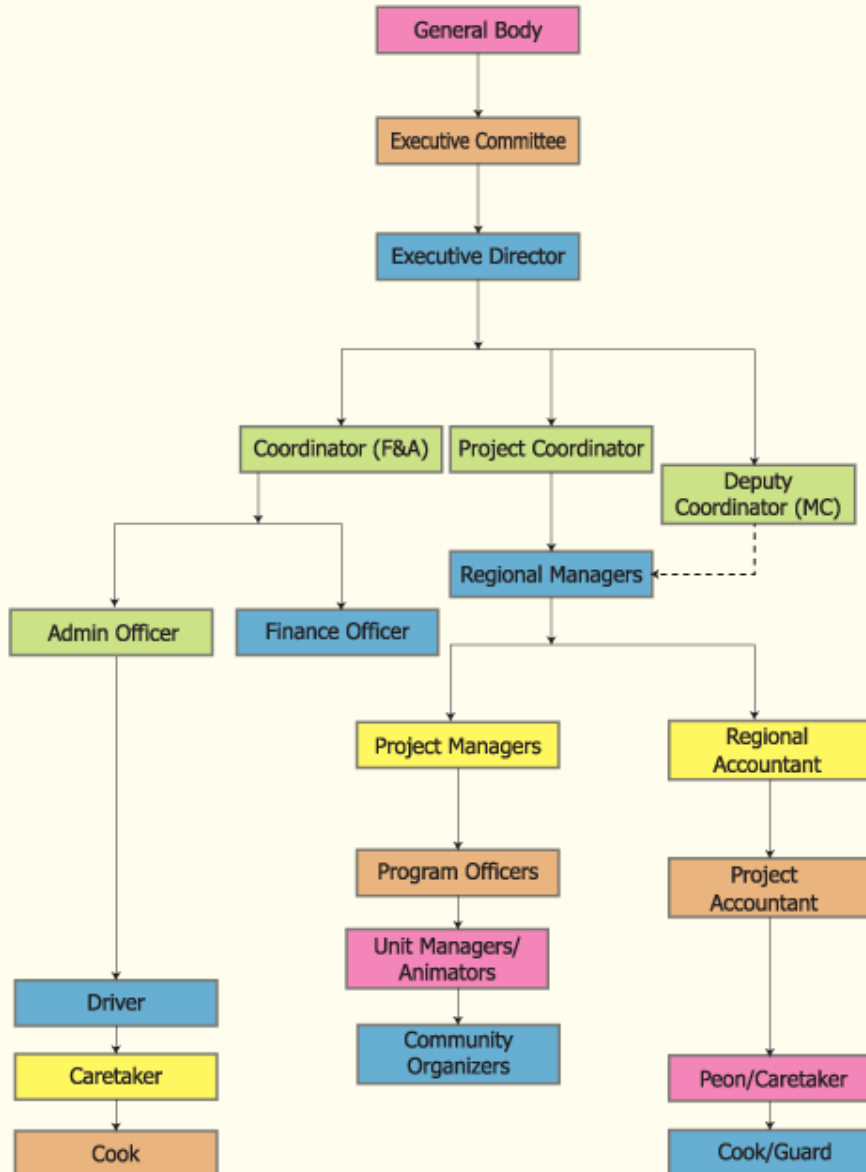 General Body
Executive Committee
Executive Director
Coordinator (F&A)
Project Coordinator
Deputy
Coordinator (MC)
Regional Managers
Admin Officer
Finance Officer
Project Managers
Regional
Accountant
Program Officers
Project
Accountant
Unit Managers/
Animators
Driver
Community
Organizers
Caretaker
Peon/Caretaker
Cook
Cook/Guard